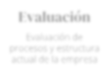 Evaluación
Evaluación de
procesos y estructura
actual de la empresa